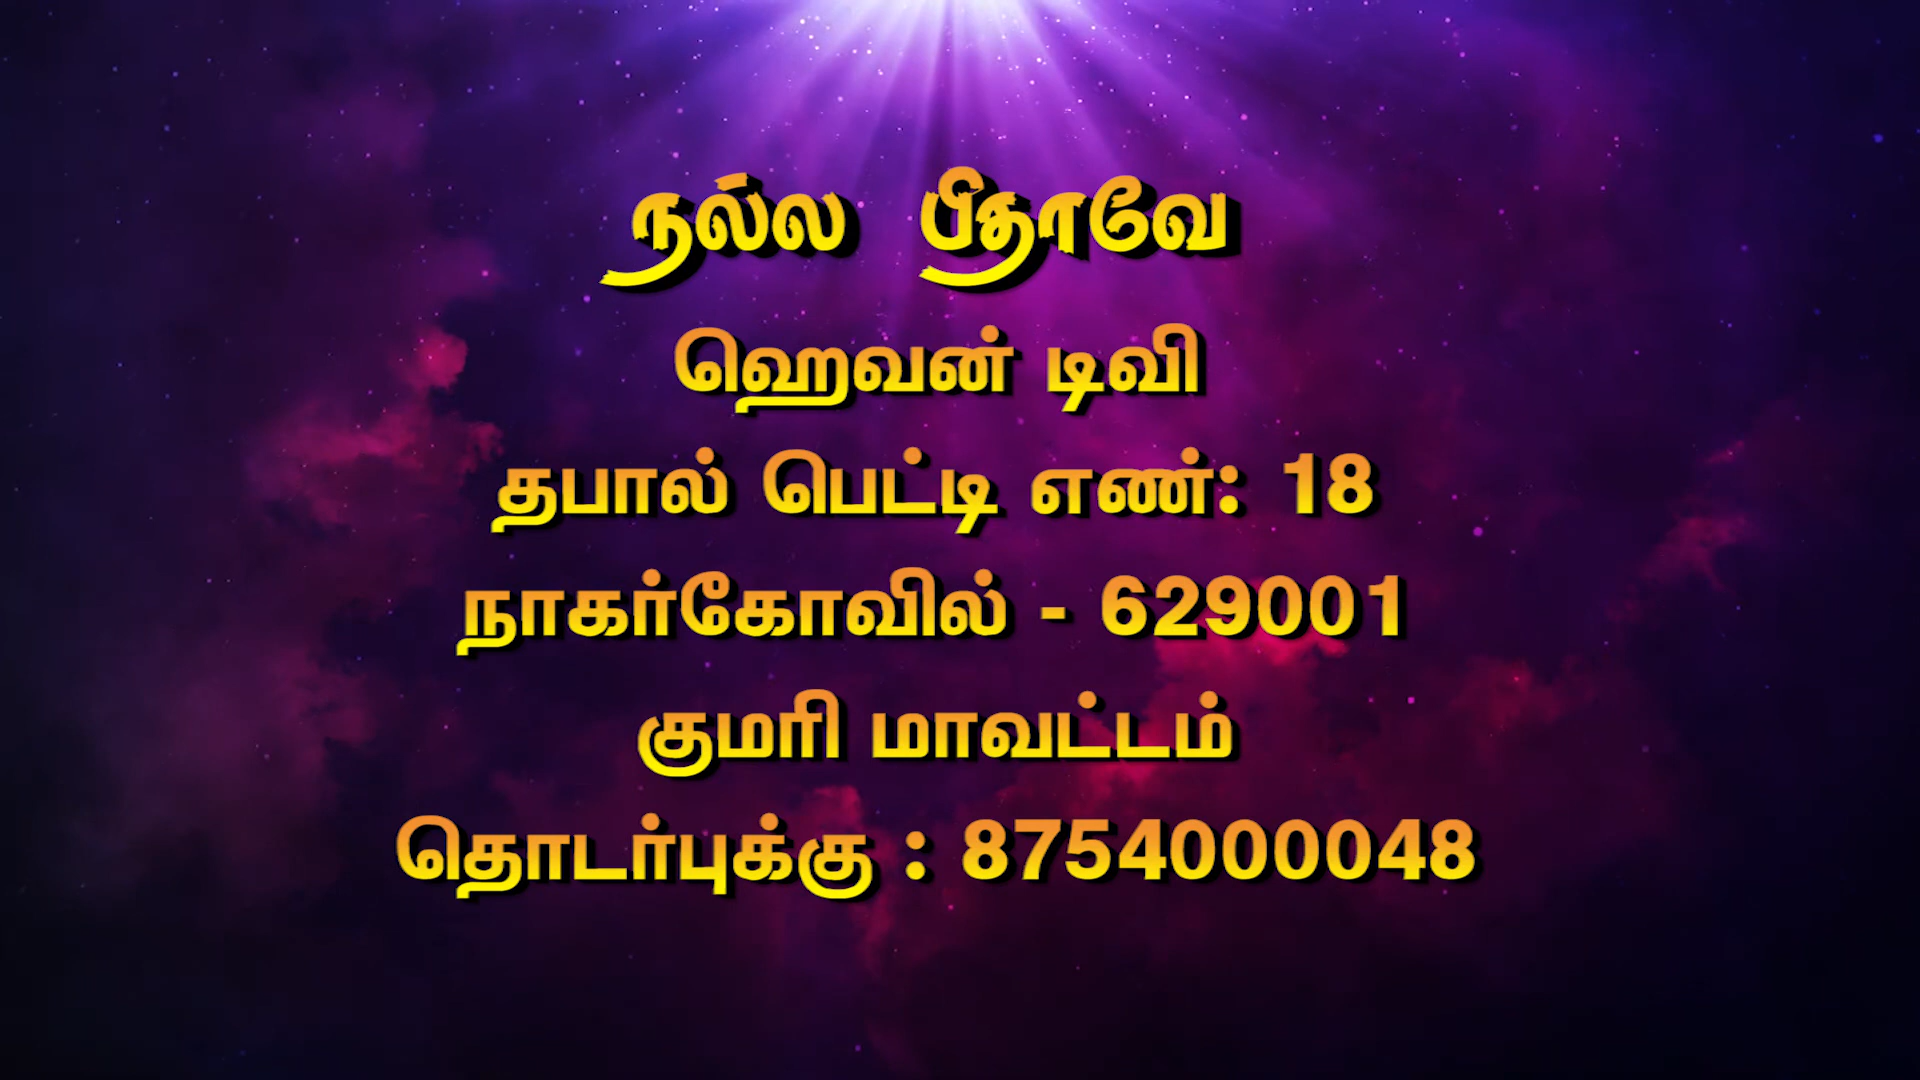 நல்ல பீதாவே
ஹெவன் டிவி
தபால் பெட்டி எண்: 18
நாகர்கோவில் - 629001
குமரி மாவட்டம்
தொடர்புக்கு : 8754000048